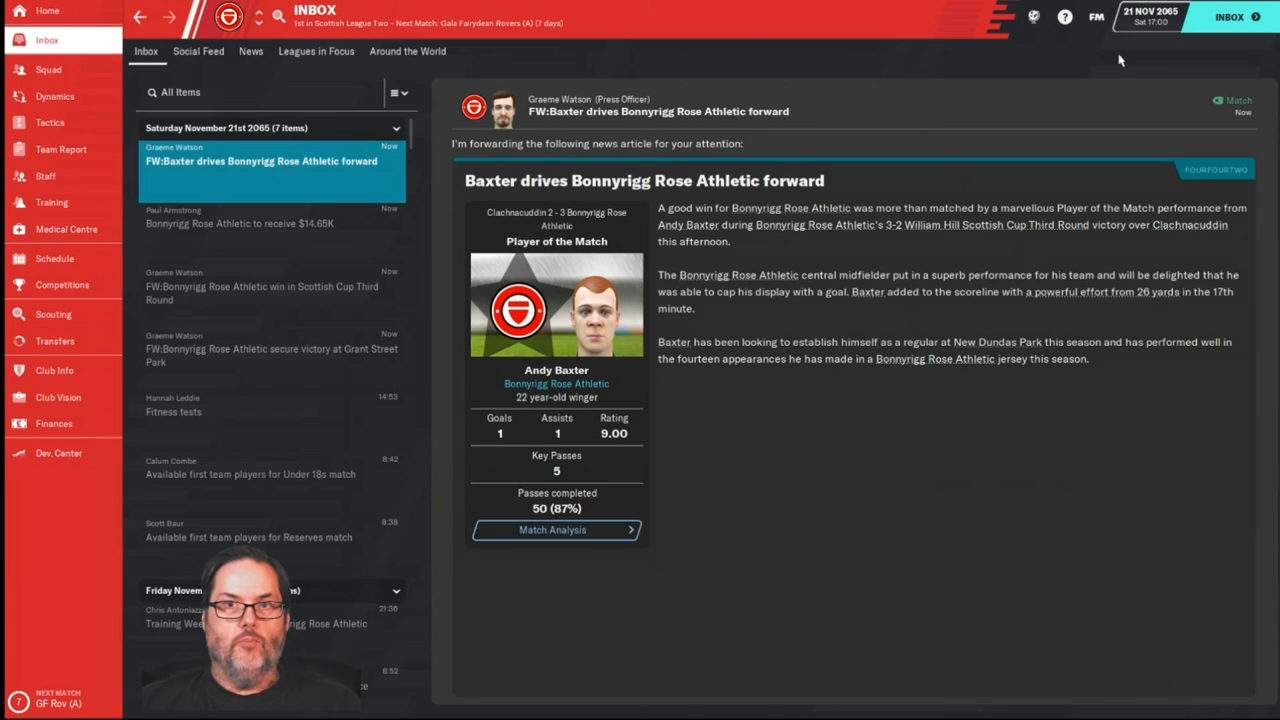 Home
Inbox
Squad
Dynamics
Tactics
Team Report
Staff
Training
Medical Centre
Schedule
Competitions
Scouting
Transfers
Club Info
Club Vision
Finances
Dev. Center
7
NEXT MATCH
GF Rov (A)
INBOX
1st in Scottish League Two - Next Match: Gala Fairydean Rovers (A) (7 days)
?
FM
21 NOV 2065
Sat 17:00
INBOX
Inbox
Social Feed
News
Leagues in Focus
Around the World
All Items
Saturday November 21st 2065 (7 items)
Graeme Watson
Now
FW:Baxter drives Bonnyrigg Rose Athletic forward
Paul Armstrong
Now
Bonnyrigg Rose Athletic to receive $14.65K
Graeme Watson
Now
FW:Bonnyrigg Rose Athletic win in Scottish Cup Third
Round
Graeme Watson
Now
FW:Bonnyrigg Rose Athletic secure victory at Grant Street
Park
Hannah Leddie
14:53
Fitness tests
Calum Combe
8:42
Available first team players for Under 18s match
Scott Baur
8:38
Available first team players for Reserves match
Friday Novem
s)
Chris Antoniaz
21:36
Training Wee
rigg Rose Athletic
8:52
Graeme Watson (Press Officer)
FW:Baxter drives Bonnyrigg Rose Athletic forward
Match
Now
I'm forwarding the following news article for your attention:
FOURFOURTWO
Baxter drives Bonnyrigg Rose Athletic forward
Clachnacuddin 2 - 3 Bonnyrigg Rose
Athletic
Player of the Match
Andy Baxter
Bonnyrigg Rose Athletic
22 year-old winger
Goals Assists Rating
1 1 9.00
Key Passes
5
Passes completed
50 (87%)
Match Analysis
A good win for Bonnyrigg Rose Athletic was more than matched by a marvellous Player of the Match performance from
Andy Baxter during Bonnyrigg Rose Athletic's 3-2 William Hill Scottish Cup Third Round victory over Clachnacuddin
this afternoon.
The Bonnyrigg Rose Athletic central midfielder put in a superb performance for his team and will be delighted that he
was able to cap his display with a goal. Baxter added to the scoreline with a powerful effort from 26 yards in the 17th
minute.
Baxter has been looking to establish himself as a regular at New Dundas Park this season and has performed well in
the fourteen appearances he has made in a Bonnyrigg Rose Athletic jersey this season.